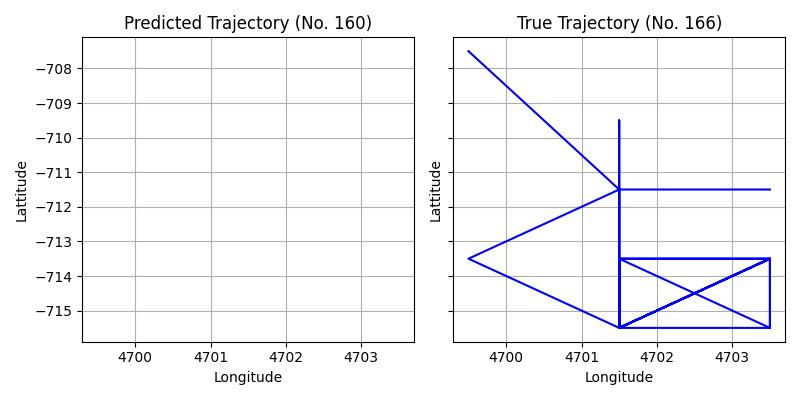 Predicted Trajectory (No. 160)
True Trajectory (No. 166)
−708
−709
−710
−711
−712
−713
−714
−715
Lattitude
Lattitude
4700 4701 4702 4703
4700 4701 4702 4703
Longitude
Longitude